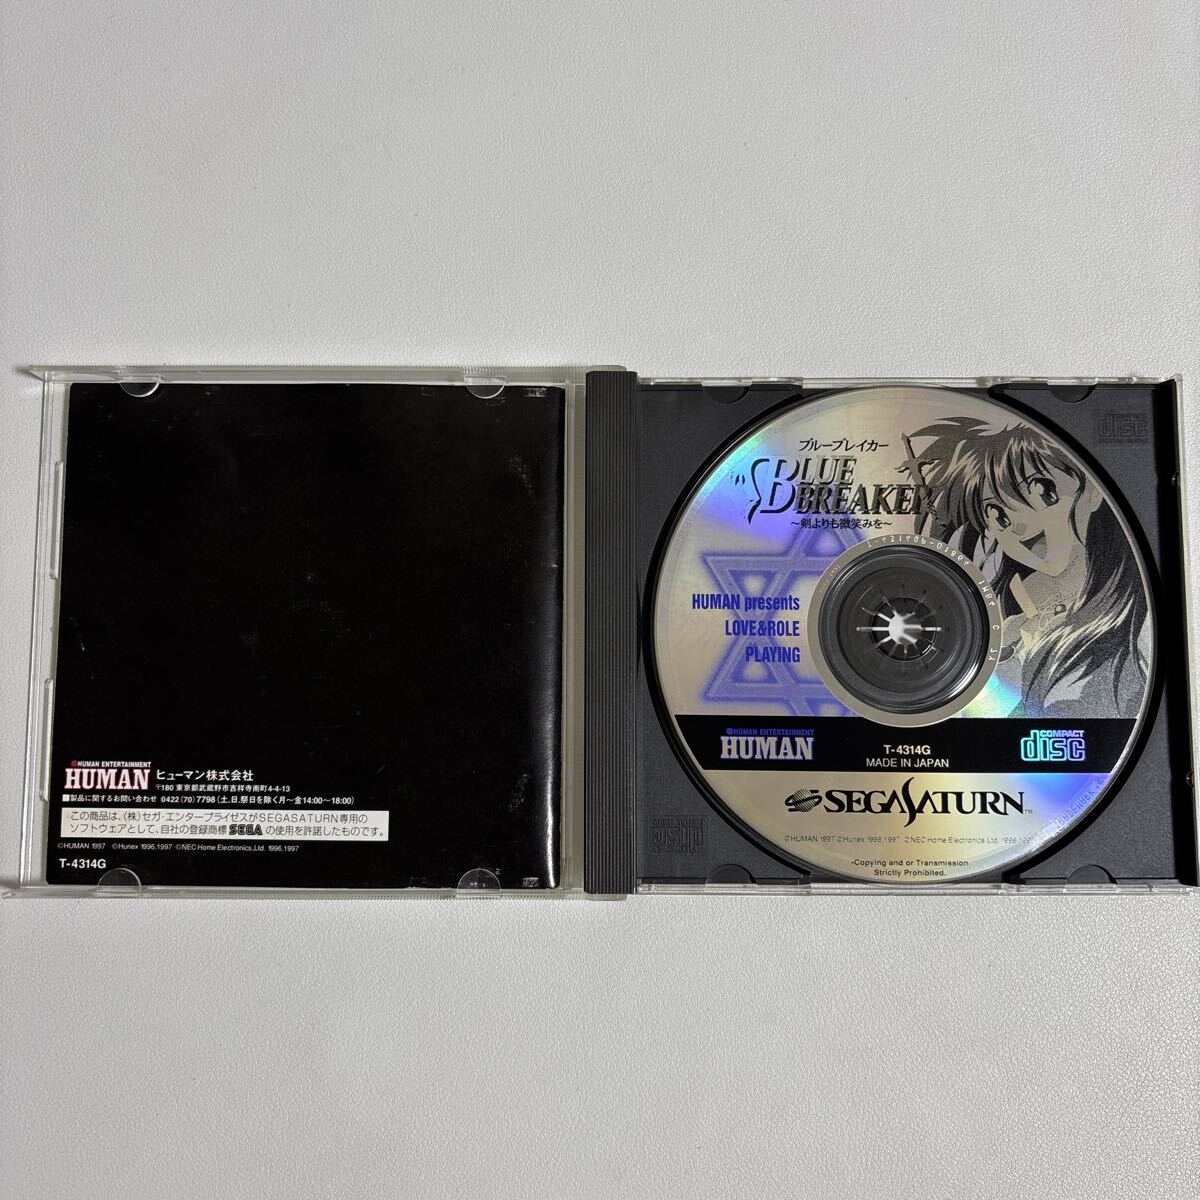 HUMAN ENTERTAINMENT
HUMAN ヒューマン株式会社
〒180 東京都武蔵野市吉祥寺南町4-4-13
■製品に関するお問い合わせ 0422(70)7798 (土、日、祭日を除く月～金14:00～18:00)
この商品は、(株)セガ・エンタープライゼスがSEGASATURN専用の
ソフトウェアとして、自社の登録商標 SEGA の使用を許諾したものです。
©HUMAN 1997 ©Hunex 1996,1997 ©NEC Home Electronics,Ltd. 1996,1997
T-4314G
ブルーブレイカー
BLUE
BREAKER
～剣よりも微笑みを～
HUMAN presents
LOVE&ROLE
PLAYING
HUMAN ENTERTAINMENT
HUMAN
T-4314G
MADE IN JAPAN
COMPACT
disc
SEGASATURN™
©HUMAN 1997 ©Hunex 1996,1997 ©NEC Home Electronics,Ltd. 1996,1997
•Copying and or Transmission
Strictly Prohibited.
COMPACT
disc
DIGITAL AUDIO